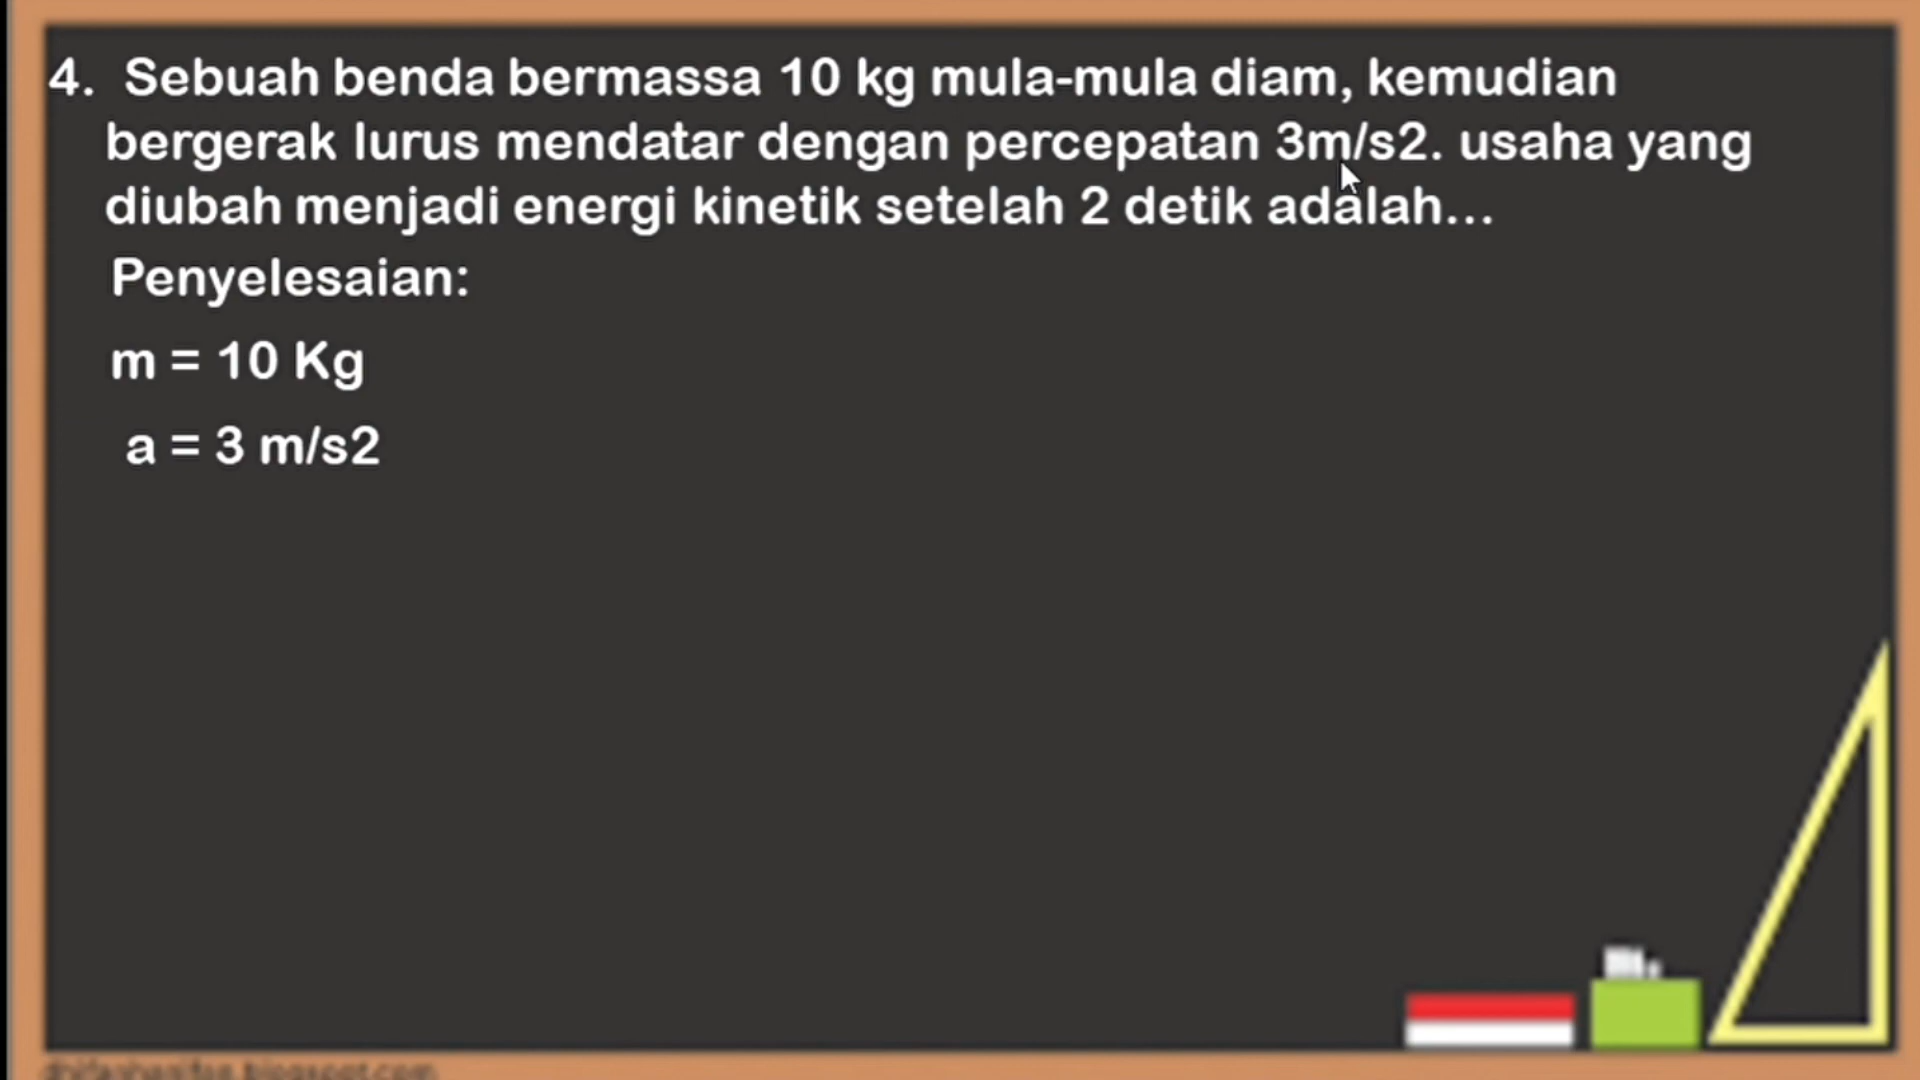 4. Sebuah benda bermassa 10 kg mula-mula diam, kemudian
bergerak lurus mendatar dengan percepatan 3m/s2. usaha yang
diubah menjadi energi kinetik setelah 2 detik adalah...
Penyelesaian:
m = 10 Kg
a = 3 m/s2